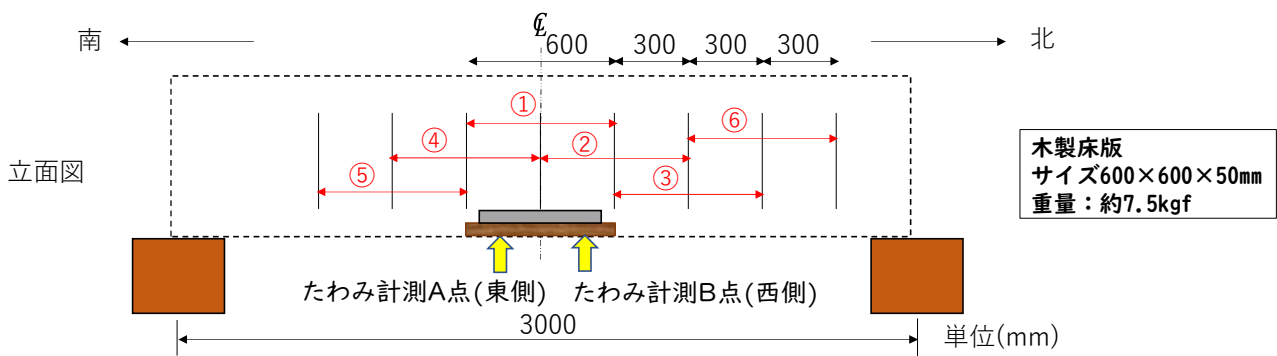 南
北
℄
600
300
300
300
①
⑥
④
②
⑤
③
立面図
木製床版
サイズ600×600×50mm
重量：約7.5kgf
たわみ計測A点(東側)
たわみ計測B点(西側)
3000
単位(mm)